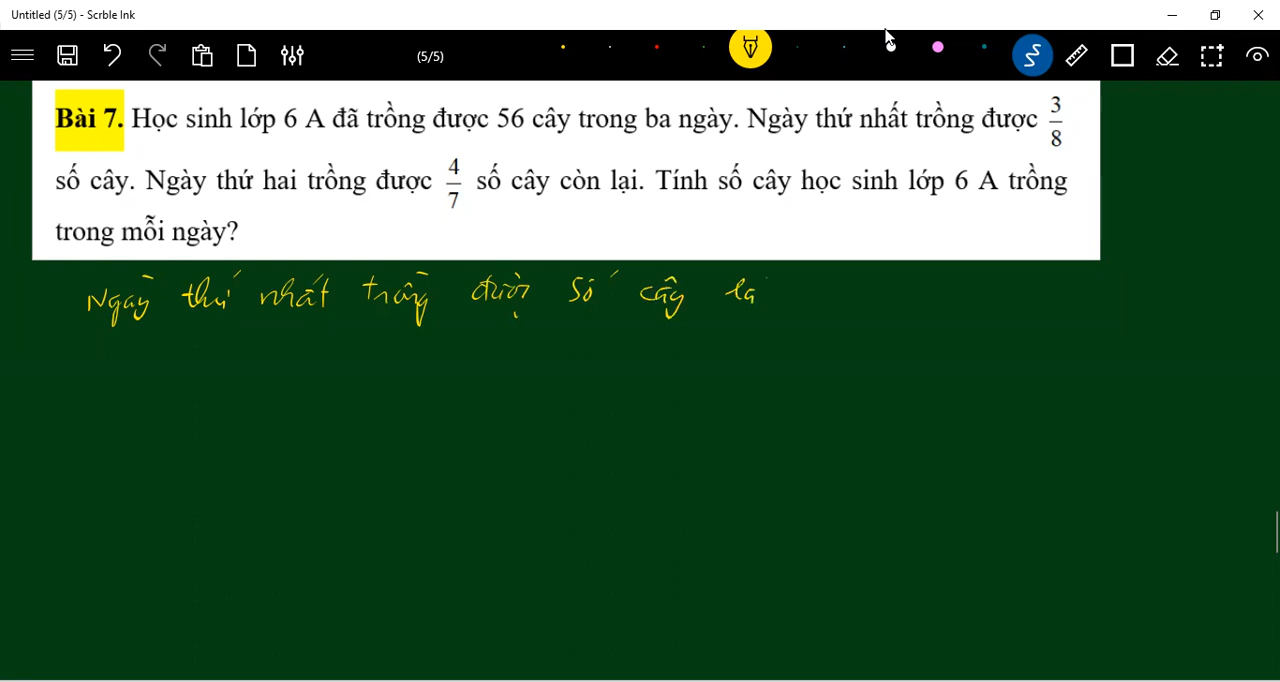 Untitled (5/5) - Scrble Ink
(5/5)
Bài 7. Học sinh lớp 6 A đã trồng được 56 cây trong ba ngày. Ngày thứ nhất trồng được 3/8
số cây. Ngày thứ hai trồng được 4/7 số cây còn lại. Tính số cây học sinh lớp 6 A trồng
trong mỗi ngày?
Ngày thứ nhất trồng được số cây là